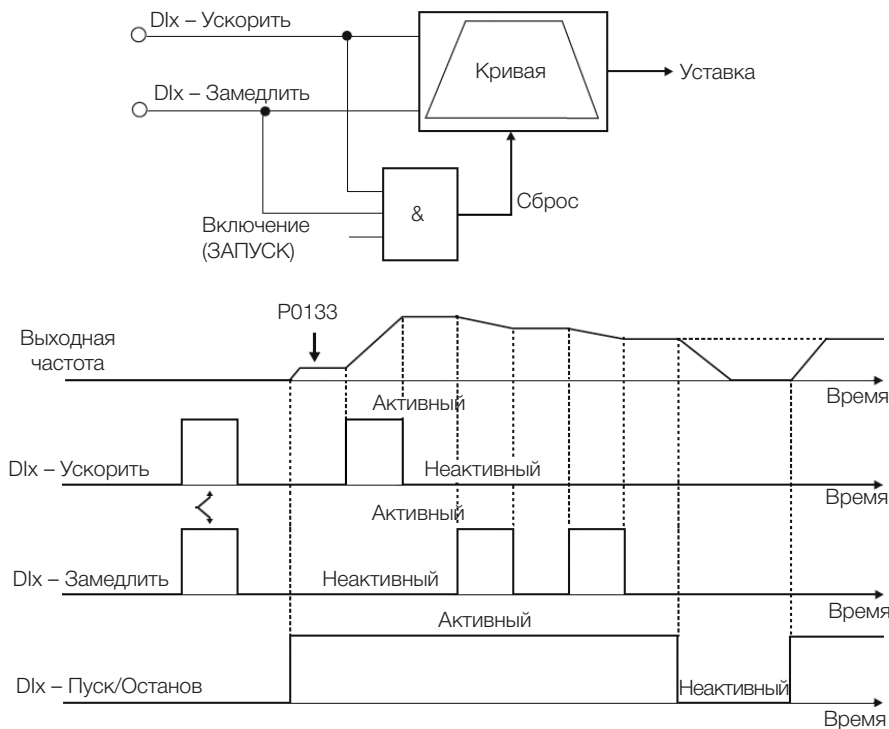 DIx – Ускорить
DIx – Замедлить
Кривая
Уставка
&
Сброс
Включение
(ЗАПУСК)
P0133
Выходная
частота
Время
Активный
DIx – Ускорить
Неактивный
Время
Активный
DIx – Замедлить
Неактивный
Время
Активный
DIx – Пуск/Останов
Неактивный
Время